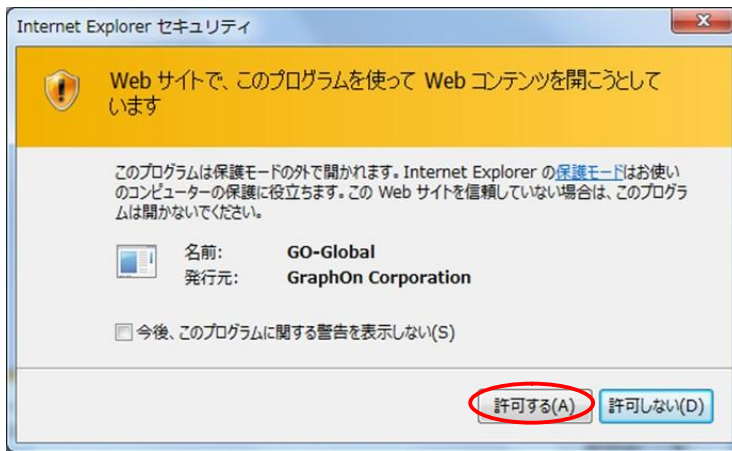 Internet Explorer セキュリティ
Web サイトで、このプログラムを使って Web コンテンツを開こうとして
います
このプログラムは保護モードの外で開かれます。Internet Explorer の保護モードはお使い
のコンピューターの保護に役立ちます。この Web サイトを信頼していない場合は、このプログラ
ムは開かないでください。
名前: GO-Global
発行元: GraphOn Corporation
今後、このプログラムに関する警告を表示しない(S)
許可する(A) 許可しない(D)